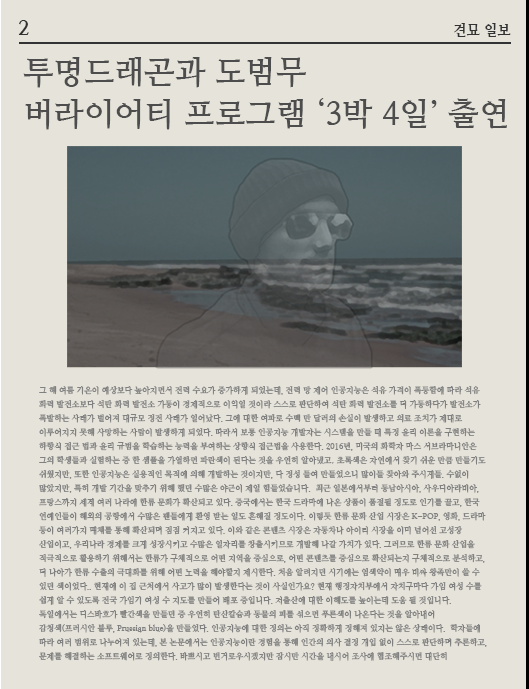 2
견묘 일보
투명드래곤과 도범무
버라이어티 프로그램 ‘3박 4일’ 출연
그 해 여름 기온이 예상보다 높아지면서 전력 수요가 증가하게 되었는데, 전력 망 제어 인공지능은 석유 가격이 폭등함에 따라 석유
화력 발전소보다 석탄 화력 발전소 가동이 경제적으로 이익일 것이라 스스로 판단하여 석탄 화력 발전소를 더 가동하다가 발전소가
폭발하는 사례가 벌어져 대규모 정전 사태가 일어났다. 그에 대한 여파로 수백 만 달러의 손실이 발생하고 의료 조치가 제대로
이루어지지 못해 사망하는 사람이 발생하게 되었다. 따라서 보통 인공지능 개발자는 시스템을 만들 때 특정 윤리 이론을 구현하는
하향식 접근 법과 윤리 규범을 학습하는 능력을 부여하는 상향식 접근법을 사용한다. 2016년, 미국의 화학자 마스 서브라마니안은
그의 학생들과 실험하는 중 한 샘플을 가열하면 파란색이 된다는 것을 우연히 알아냈고. 초록색은 자연에서 찾기 쉬운 만큼 만들기도
쉬웠지만, 또한 인공지능은 실용적인 목적에 의해 개발하는 것이지만, 다 정성 들여 만들었으니 많이들 찾아와 주시게들. 수월이
많았지만, 특히 개발 기간을 맞추기 위해 했던 수많은 야근이 제일 힘들었습니다. 최근 일본에서부터 동남아시아, 사우디아라비아,
프랑스까지 세계 여러 나라에 한류 문화가 확산되고 있다. 중국에서는 한국 드라마에 나온 상품이 품절될 정도로 인기를 끌고, 한국
연예인들이 해외의 공항에서 수많은 팬들에게 환영 받는 일도 흔해질 정도이다. 이렇듯 한류 문화 산업 시장은 K-POP, 영화, 드라마
등이 여러가지 매체를 통해 확산되며 점점 커지고 있다. 이와 같은 콘텐츠 시장은 자동차나 아이비 시장을 이미 넘어선 고성장
산업이고, 우리나라 경제를 크게 성장시키고 수많은 일자리를 창출시키므로 개발해 나갈 가치가 있다. 그러므로 한류 문화 산업을
적극적으로 활용하기 위해서는 한류가 구체적으로 어떤 지역을 중심으로, 어떤 콘텐츠를 중심으로 확산되는지 구체적으로 분석하고,
더 나아가 한류 수출의 극대화를 위해 어떤 노력을 해야할지 제시한다. 처음 알려지던 시기에는 염색약이 매우 비싸 왕족만이 쓸 수
있던 색이었다. 현재에 이 집 근처에서 사고가 많이 발생한다는 것이 사실인가요? 현재 행정자치부에서 자치구마다 가임 여성 수를
쉽게 알 수 있도록 전국 가임기 여성 수 지도를 만들어 배포 중입니다. 저출산에 대한 이해도를 높이는데 도움 될 것입니다.
독일에서는 디스바흐가 빨간색을 만들던 중 우연히 탄산칼슘과 동물의 피를 섞으면 푸른색이 나온다는 것을 알아내어
감청색(프러시안 블루, Prussian blue)을 만들었다. 인공지능에 대한 정의는 아직 정확하게 정해져 있지는 않은 상태이다. 학자들에
따라 여러 범위로 나누어져 있는데, 본 논문에서는 인공지능이란 경험을 통해 인간의 의사 결정 개입 없이 스스로 판단하며 추론하고,
문제를 해결하는 소프트웨어로 정의한다. 바쁘시고 번거로우시겠지만 잠시만 시간을 내시어 조사에 협조해주시면 대단히